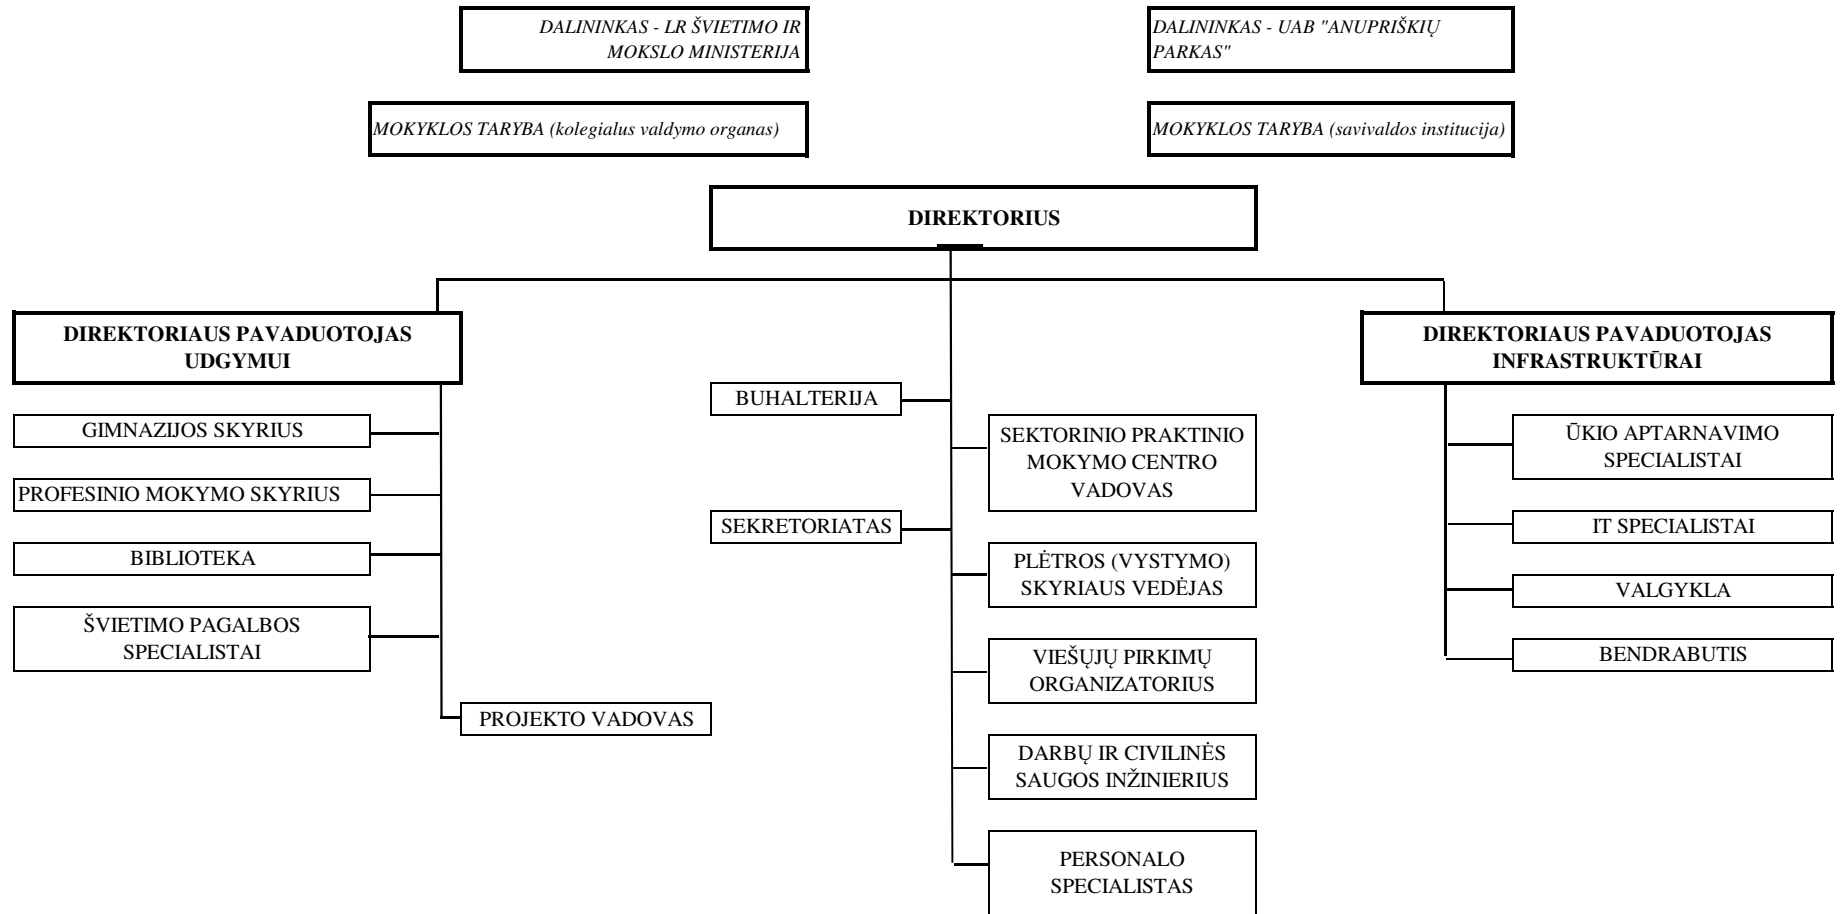 DALININKAS - LR ŠVIETIMO IR
MOKSLO MINISTERIJA
DALININKAS - UAB "ANUPRIŠKIŲ
PARKAS"
MOKYKLOS TARYBA (kolegialus valdymo organas)
MOKYKLOS TARYBA (savivaldos institucija)
DIREKTORIUS
DIREKTORIAUS PAVADUOTOJAS
UDGYMUI
GIMNAZIJOS SKYRIUS
PROFESINIO MOKYMO SKYRIUS
BIBLIOTEKA
ŠVIETIMO PAGALBOS
SPECIALISTAI
PROJEKTO VADOVAS
BUHALTERIJA
SEKRETORIATAS
SEKTORINIO PRAKTINIO
MOKYMO CENTRO
VADOVAS
PLĖTROS (VYSTYMO)
SKYRIAUS VEDĖJAS
VIEŠŲJŲ PIRKIMŲ
ORGANIZATORIUS
DARBŲ IR CIVILINĖS
SAUGOS INŽINIERIUS
PERSONALO
SPECIALISTAS
DIREKTORIAUS PAVADUOTOJAS
INFRASTRUKTŪRAI
ŪKIO APTARNAVIMO
SPECIALISTAI
IT SPECIALISTAI
VALGYKLA
BENDRABUTIS